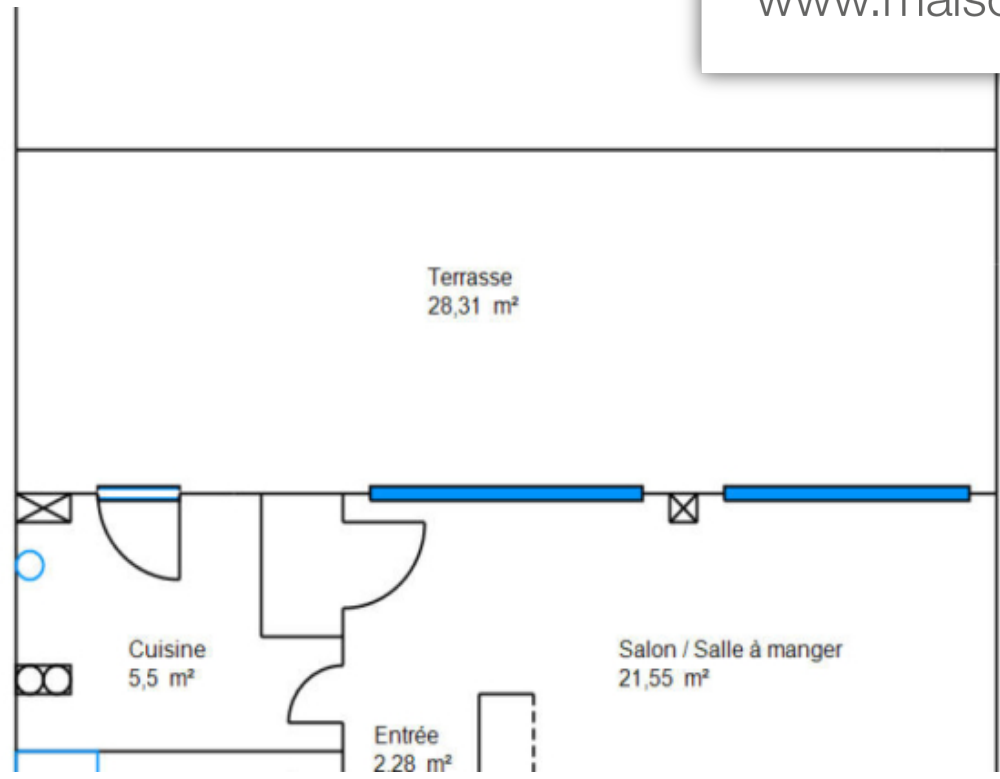 Terrasse
28,31 m²
Cuisine
5,5 m²
Salon / Salle à manger
21,55 m²
Entrée
2,28 m²